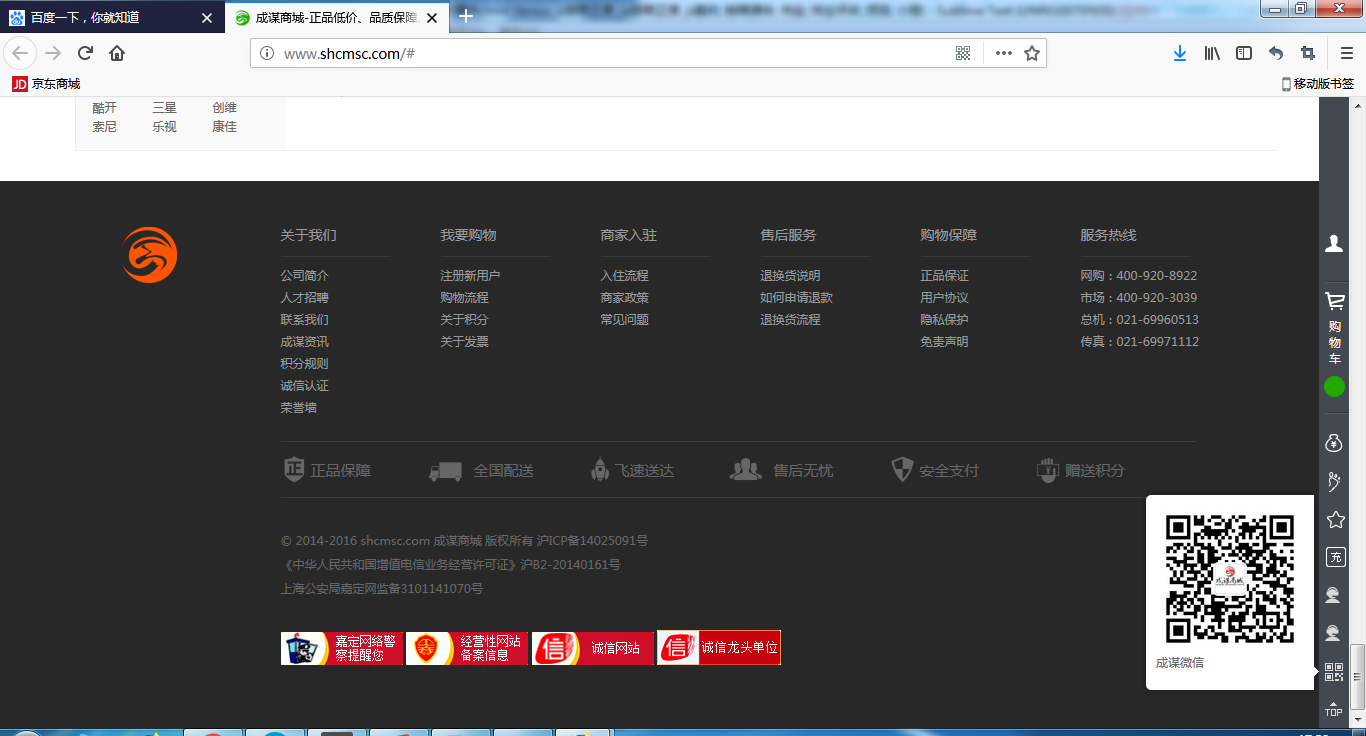 百度一下，你就知道
成谋商城-正品低价、品质保障
www.shcmsc.com/#
JD 京东商城
移动版书签
酷开 三星 创维
索尼 乐视 康佳
关于我们 我要购物 商家入驻 售后服务 购物保障 服务热线
公司简介 注册新用户 入住流程 退换货说明 正品保证 网购：400-920-8922
人才招聘 购物流程 商家政策 如何申请退款 用户协议 市场：400-920-3039
联系我们 关于积分 常见问题 退换货流程 隐私保护 总机：021-69960513
成谋资讯 关于发票 免责声明 传真：021-69971112
积分规则
诚信认证
荣誉墙
购
物
车
正 正品保障 全国配送 飞速送达 售后无忧 安全支付 赠送积分
© 2014-2016 shcmsc.com 成谋商城 版权所有 沪ICP备14025091号
《中华人民共和国增值电信业务经营许可证》沪B2-20140161号
上海公安局嘉定网监备3101141070号
嘉定网络警
察提醒您
经营性网站
备案信息
信 诚信网站
信 诚信龙头单位
充
成谋商城
成谋微信
TOP